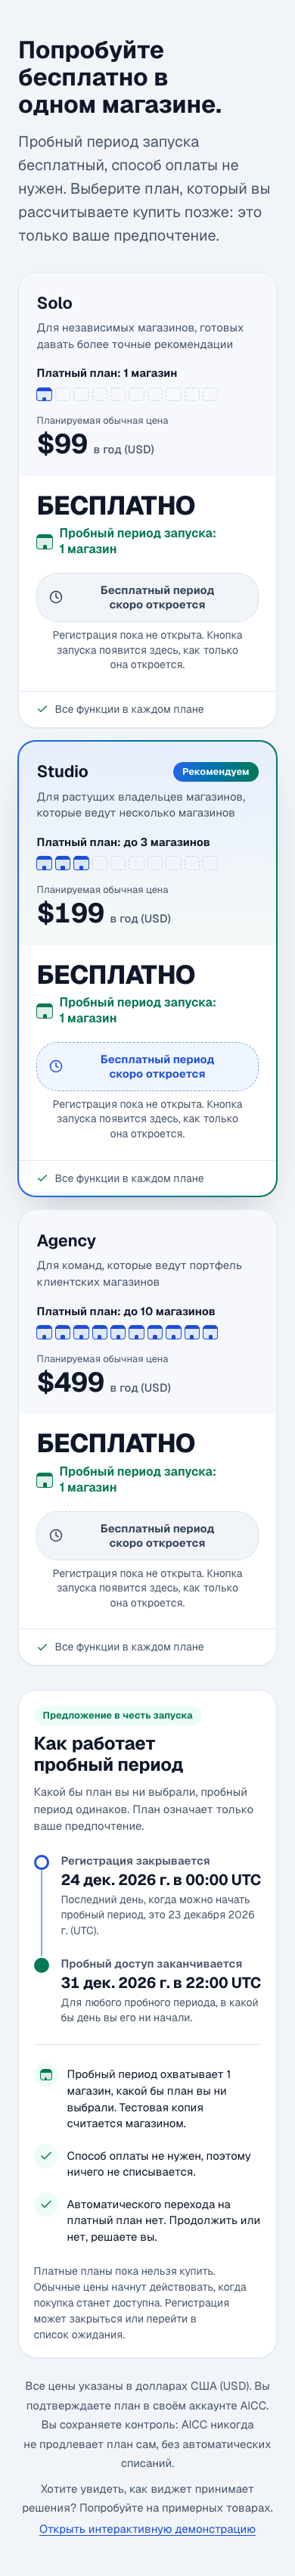 Попробуйте
бесплатно в
одном магазине.
Пробный период запуска
бесплатный, способ оплаты не
нужен. Выберите план, который вы
рассчитываете купить позже: это
только ваше предпочтение.
Solo
Для независимых магазинов, готовых
давать более точные рекомендации
Платный план: 1 магазин
Планируемая обычная цена
$99 в год (USD)
БЕСПЛАТНО
Пробный период запуска:
1 магазин
Бесплатный период
скоро откроется
Регистрация пока не открыта. Кнопка
запуска появится здесь, как только
она откроется.
Все функции в каждом плане
Studio
Рекомендуем
Для растущих владельцев магазинов,
которые ведут несколько магазинов
Платный план: до 3 магазинов
Планируемая обычная цена
$199 в год (USD)
БЕСПЛАТНО
Пробный период запуска:
1 магазин
Бесплатный период
скоро откроется
Регистрация пока не открыта. Кнопка
запуска появится здесь, как только
она откроется.
Все функции в каждом плане
Agency
Для команд, которые ведут портфель
клиентских магазинов
Платный план: до 10 магазинов
Планируемая обычная цена
$499 в год (USD)
БЕСПЛАТНО
Пробный период запуска:
1 магазин
Бесплатный период
скоро откроется
Регистрация пока не открыта. Кнопка
запуска появится здесь, как только
она откроется.
Все функции в каждом плане
Предложение в честь запуска
Как работает
пробный период
Какой бы план вы ни выбрали, пробный
период одинаков. План означает только
ваше предпочтение.
Регистрация закрывается
24 дек. 2026 г. в 00:00 UTC
Последний день, когда можно начать
пробный период, это 23 декабря 2026
г. (UTC).
Пробный доступ заканчивается
31 дек. 2026 г. в 22:00 UTC
Для любого пробного периода, в какой
бы день вы его ни начали.
Пробный период охватывает 1
магазин, какой бы план вы ни
выбрали. Тестовая копия
считается магазином.
Способ оплаты не нужен, поэтому
ничего не списывается.
Автоматического перехода на
платный план нет. Продолжить или
нет, решаете вы.
Платные планы пока нельзя купить.
Обычные цены начнут действовать, когда
покупка станет доступна. Регистрация
может закрыться или перейти в
список ожидания.
Все цены указаны в долларах США (USD). Вы
подтверждаете план в своём аккаунте AICC.
Вы сохраняете контроль: AICC никогда
не продлевает план сам, без автоматических
списаний.
Хотите увидеть, как виджет принимает
решения? Попробуйте на примерных товарах.
Открыть интерактивную демонстрацию